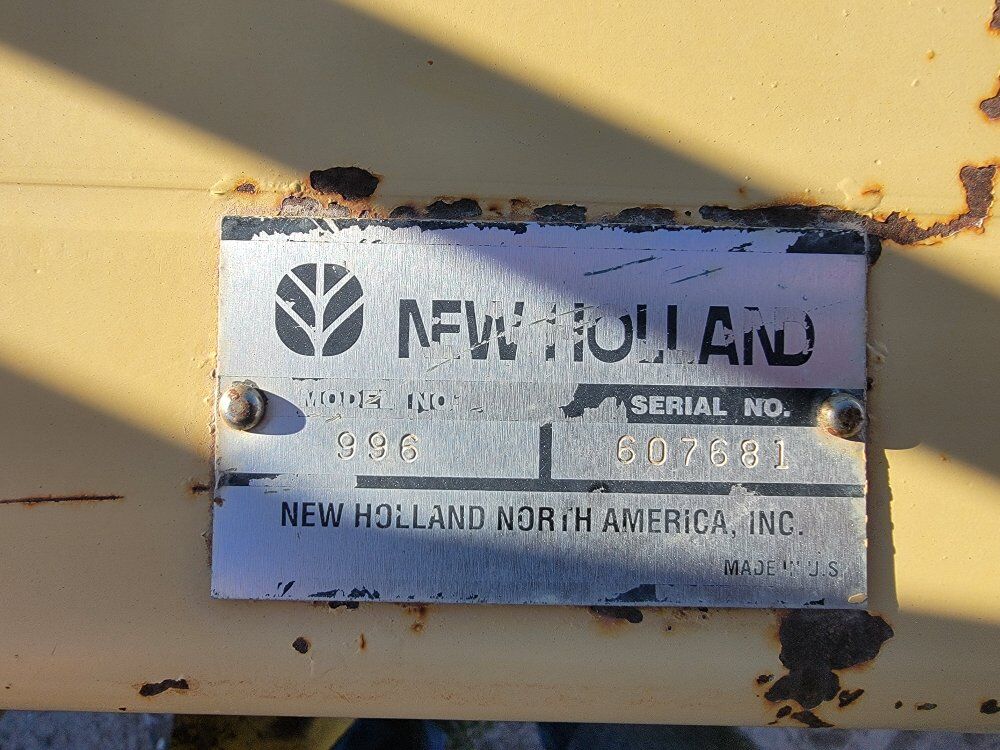 NEW HOLLAND
MODEL NO. SERIAL NO.
996 607681
NEW HOLLAND NORTH AMERICA, INC.
MADE IN U.S